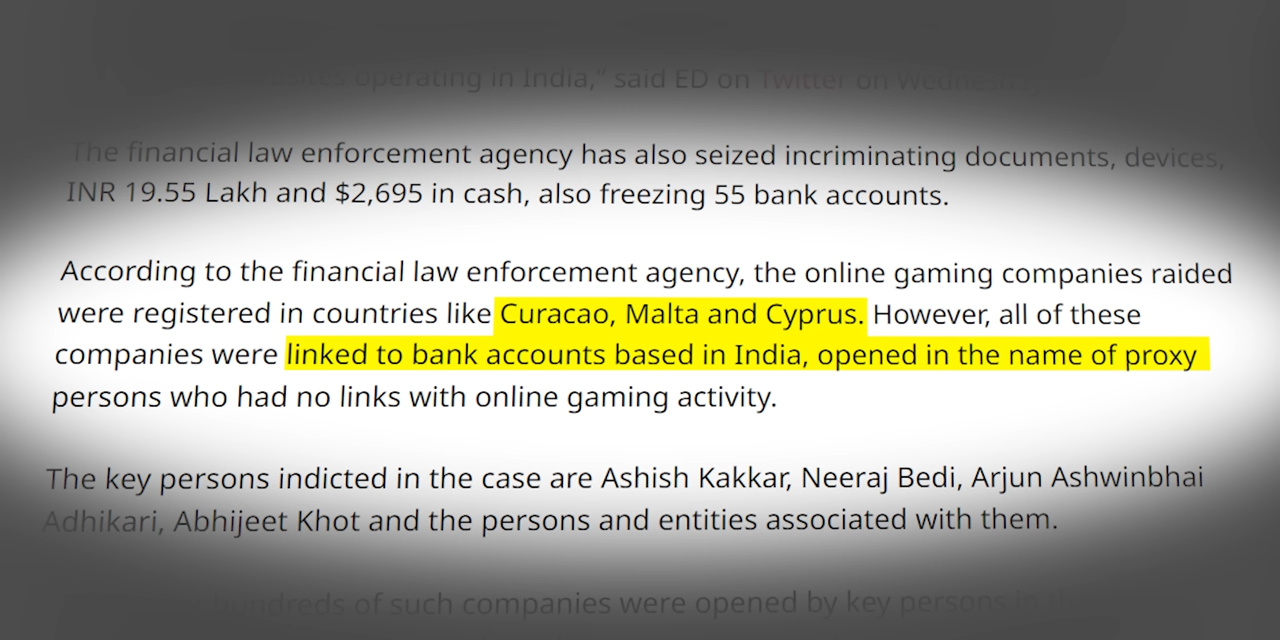 sites operating in India," said ED on Twitter on Wednesday
The financial law enforcement agency has also seized incriminating documents, devices,
INR 19.55 Lakh and $2,695 in cash, also freezing 55 bank accounts.
According to the financial law enforcement agency, the online gaming companies raided
were registered in countries like Curacao, Malta and Cyprus. However, all of these
companies were linked to bank accounts based in India, opened in the name of proxy
persons who had no links with online gaming activity.
The key persons indicted in the case are Ashish Kakkar, Neeraj Bedi, Arjun Ashwinbhai
Adhikari, Abhijeet Khot and the persons and entities associated with them.
hundreds of such companies were opened by key persons in